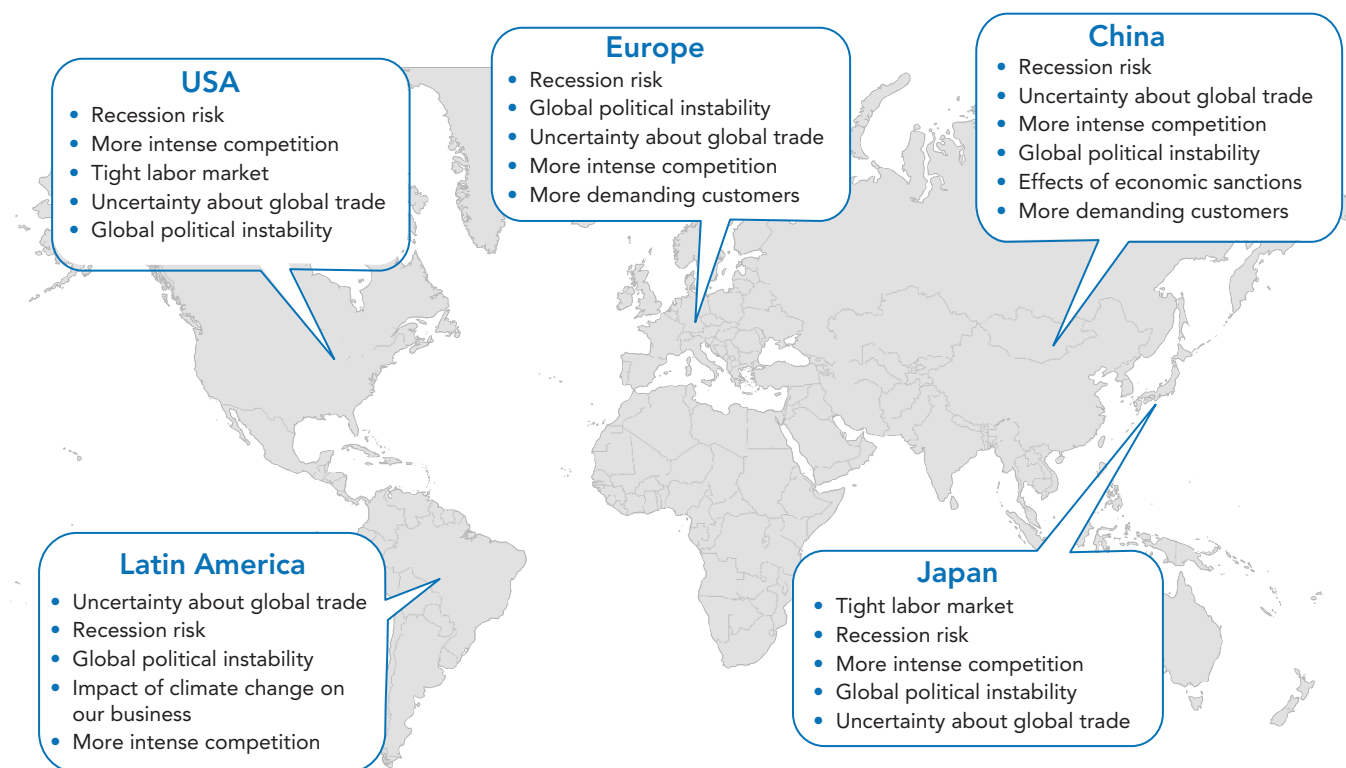 USA
• Recession risk
• More intense competition
• Tight labor market
• Uncertainty about global trade
• Global political instability
Europe
• Recession risk
• Global political instability
• Uncertainty about global trade
• More intense competition
• More demanding customers
China
• Recession risk
• Uncertainty about global trade
• More intense competition
• Global political instability
• Effects of economic sanctions
• More demanding customers
Latin America
• Uncertainty about global trade
• Recession risk
• Global political instability
• Impact of climate change on
our business
• More intense competition
Japan
• Tight labor market
• Recession risk
• More intense competition
• Global political instability
• Uncertainty about global trade